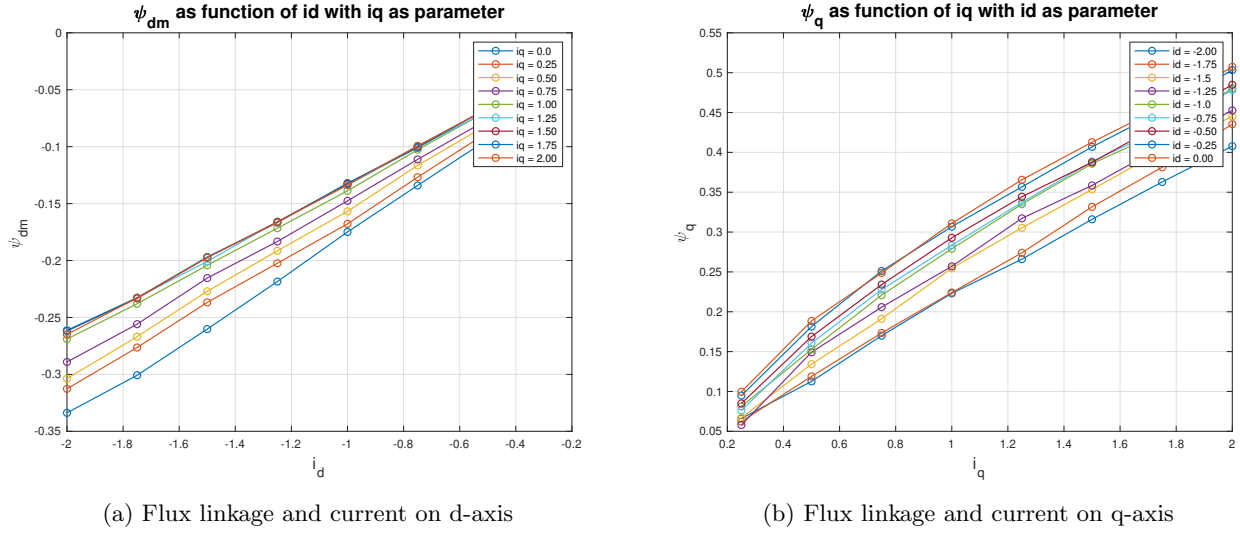 ψ_dm as function of id with iq as parameter
0
-0.05
-0.1
-0.15
-0.2
-0.25
-0.3
-0.35
ψ_dm
-2 -1.8 -1.6 -1.4 -1.2 -1 -0.8 -0.6 -0.4 -0.2
i_d
iq = 0.0
iq = 0.25
iq = 0.50
iq = 0.75
iq = 1.00
iq = 1.25
iq = 1.50
iq = 1.75
iq = 2.00
(a) Flux linkage and current on d-axis
ψ_q as function of iq with id as parameter
0.55
0.5
0.45
0.4
0.35
0.3
0.25
0.2
0.15
0.1
0.05
ψ_q
0.2 0.4 0.6 0.8 1 1.2 1.4 1.6 1.8 2
i_q
id = -2.00
id = -1.75
id = -1.5
id = -1.25
id = -1.0
id = -0.75
id = -0.50
id = -0.25
id = 0.00
(b) Flux linkage and current on q-axis